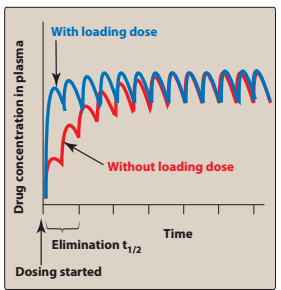 With loading dose
Drug concentration in plasma
Without loading dose
Time
Elimination t1/2
Dosing started